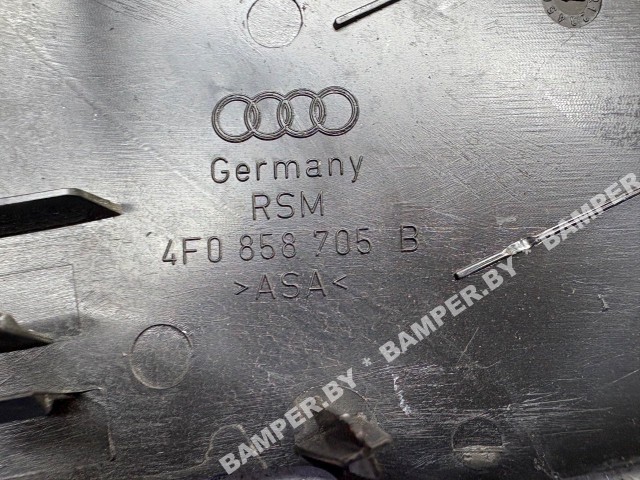 Germany
RSM
4F0 858 705 B
>ASA<
BAMPER.BY * BAMPER.BY * BAMPER.BY
BAMPER.BY